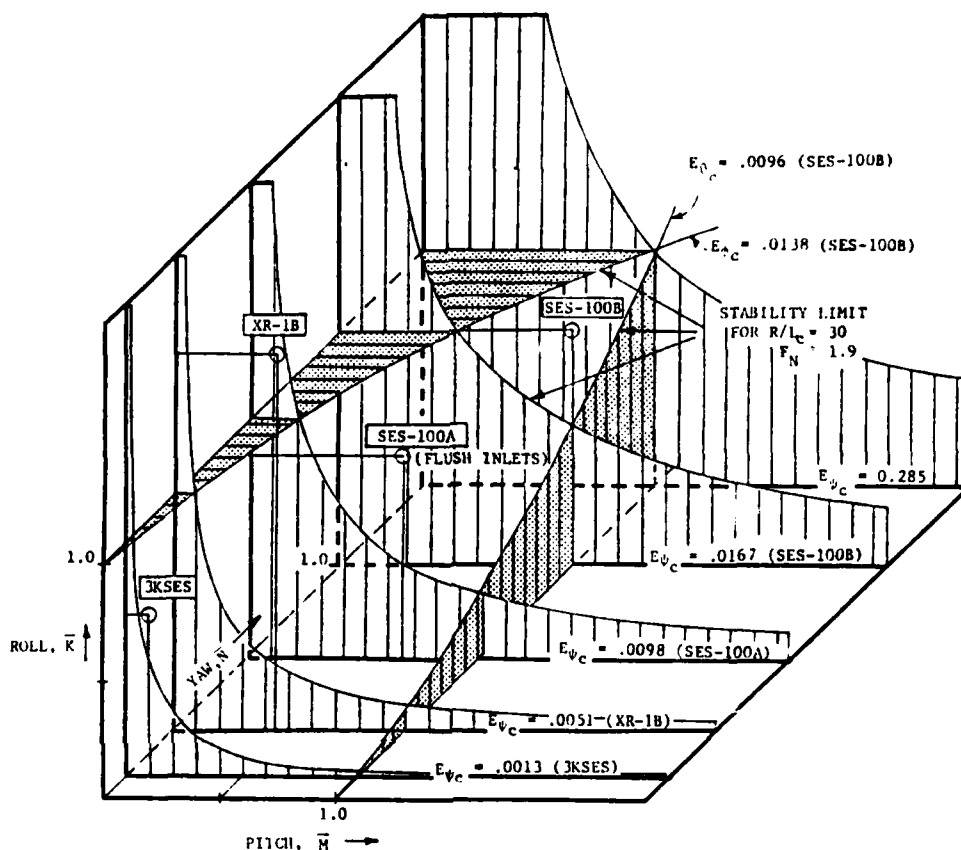 E_θc = .0096 (SES-100B)
E_φc = .0138 (SES-100B)
XR-1B
SES-100B
STABILITY LIMIT
FOR R/Lc = 30
F_N = 1.9
SES-100A
(FLUSH INLETS)
E_ψc = 0.285
1.0
1.0
E_ψc = .0167 (SES-100B)
3KSES
ROLL, K̄
YAW, N̄
E_ψc = .0098 (SES-100A)
E_ψc = .0051 (XR-1B)
E_ψc = .0013 (3KSES)
1.0
PITCH, M̄